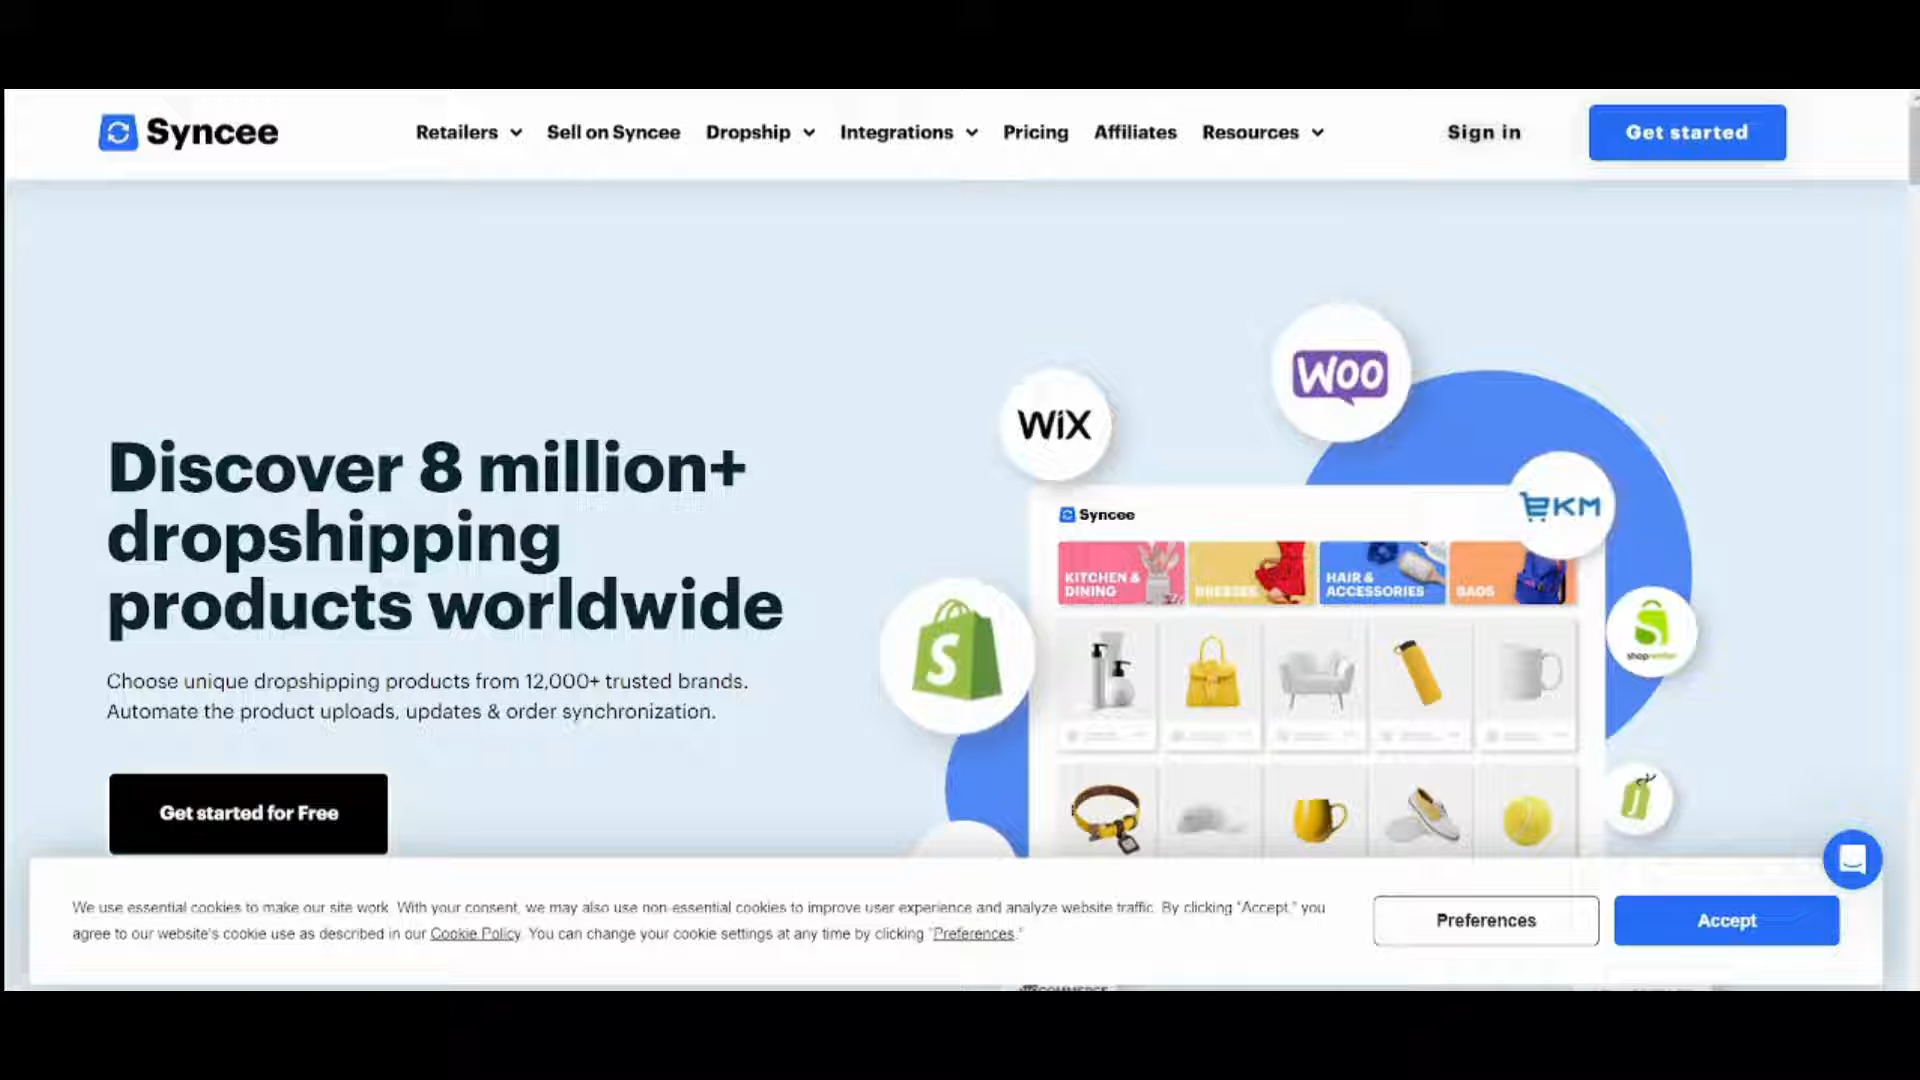 Syncee
Retailers
Sell on Syncee
Dropship
Integrations
Pricing
Affiliates
Resources
Sign in
Get started
WiX
Woo
EKM
Discover 8 million+
dropshipping
products worldwide
Syncee
KITCHEN &
DINING
DRESSES
HAIR &
ACCESSORIES
BAGS
S
Choose unique dropshipping products from 12,000+ trusted brands.
Automate the product uploads, updates & order synchronization.
Get started for Free
We use essential cookies to make our site work. With your consent, we may also use non-essential cookies to improve user experience and analyze website traffic. By clicking "Accept," you
agree to our website's cookie use as described in our Cookie Policy. You can change your cookie settings at any time by clicking "Preferences."
Preferences
Accept